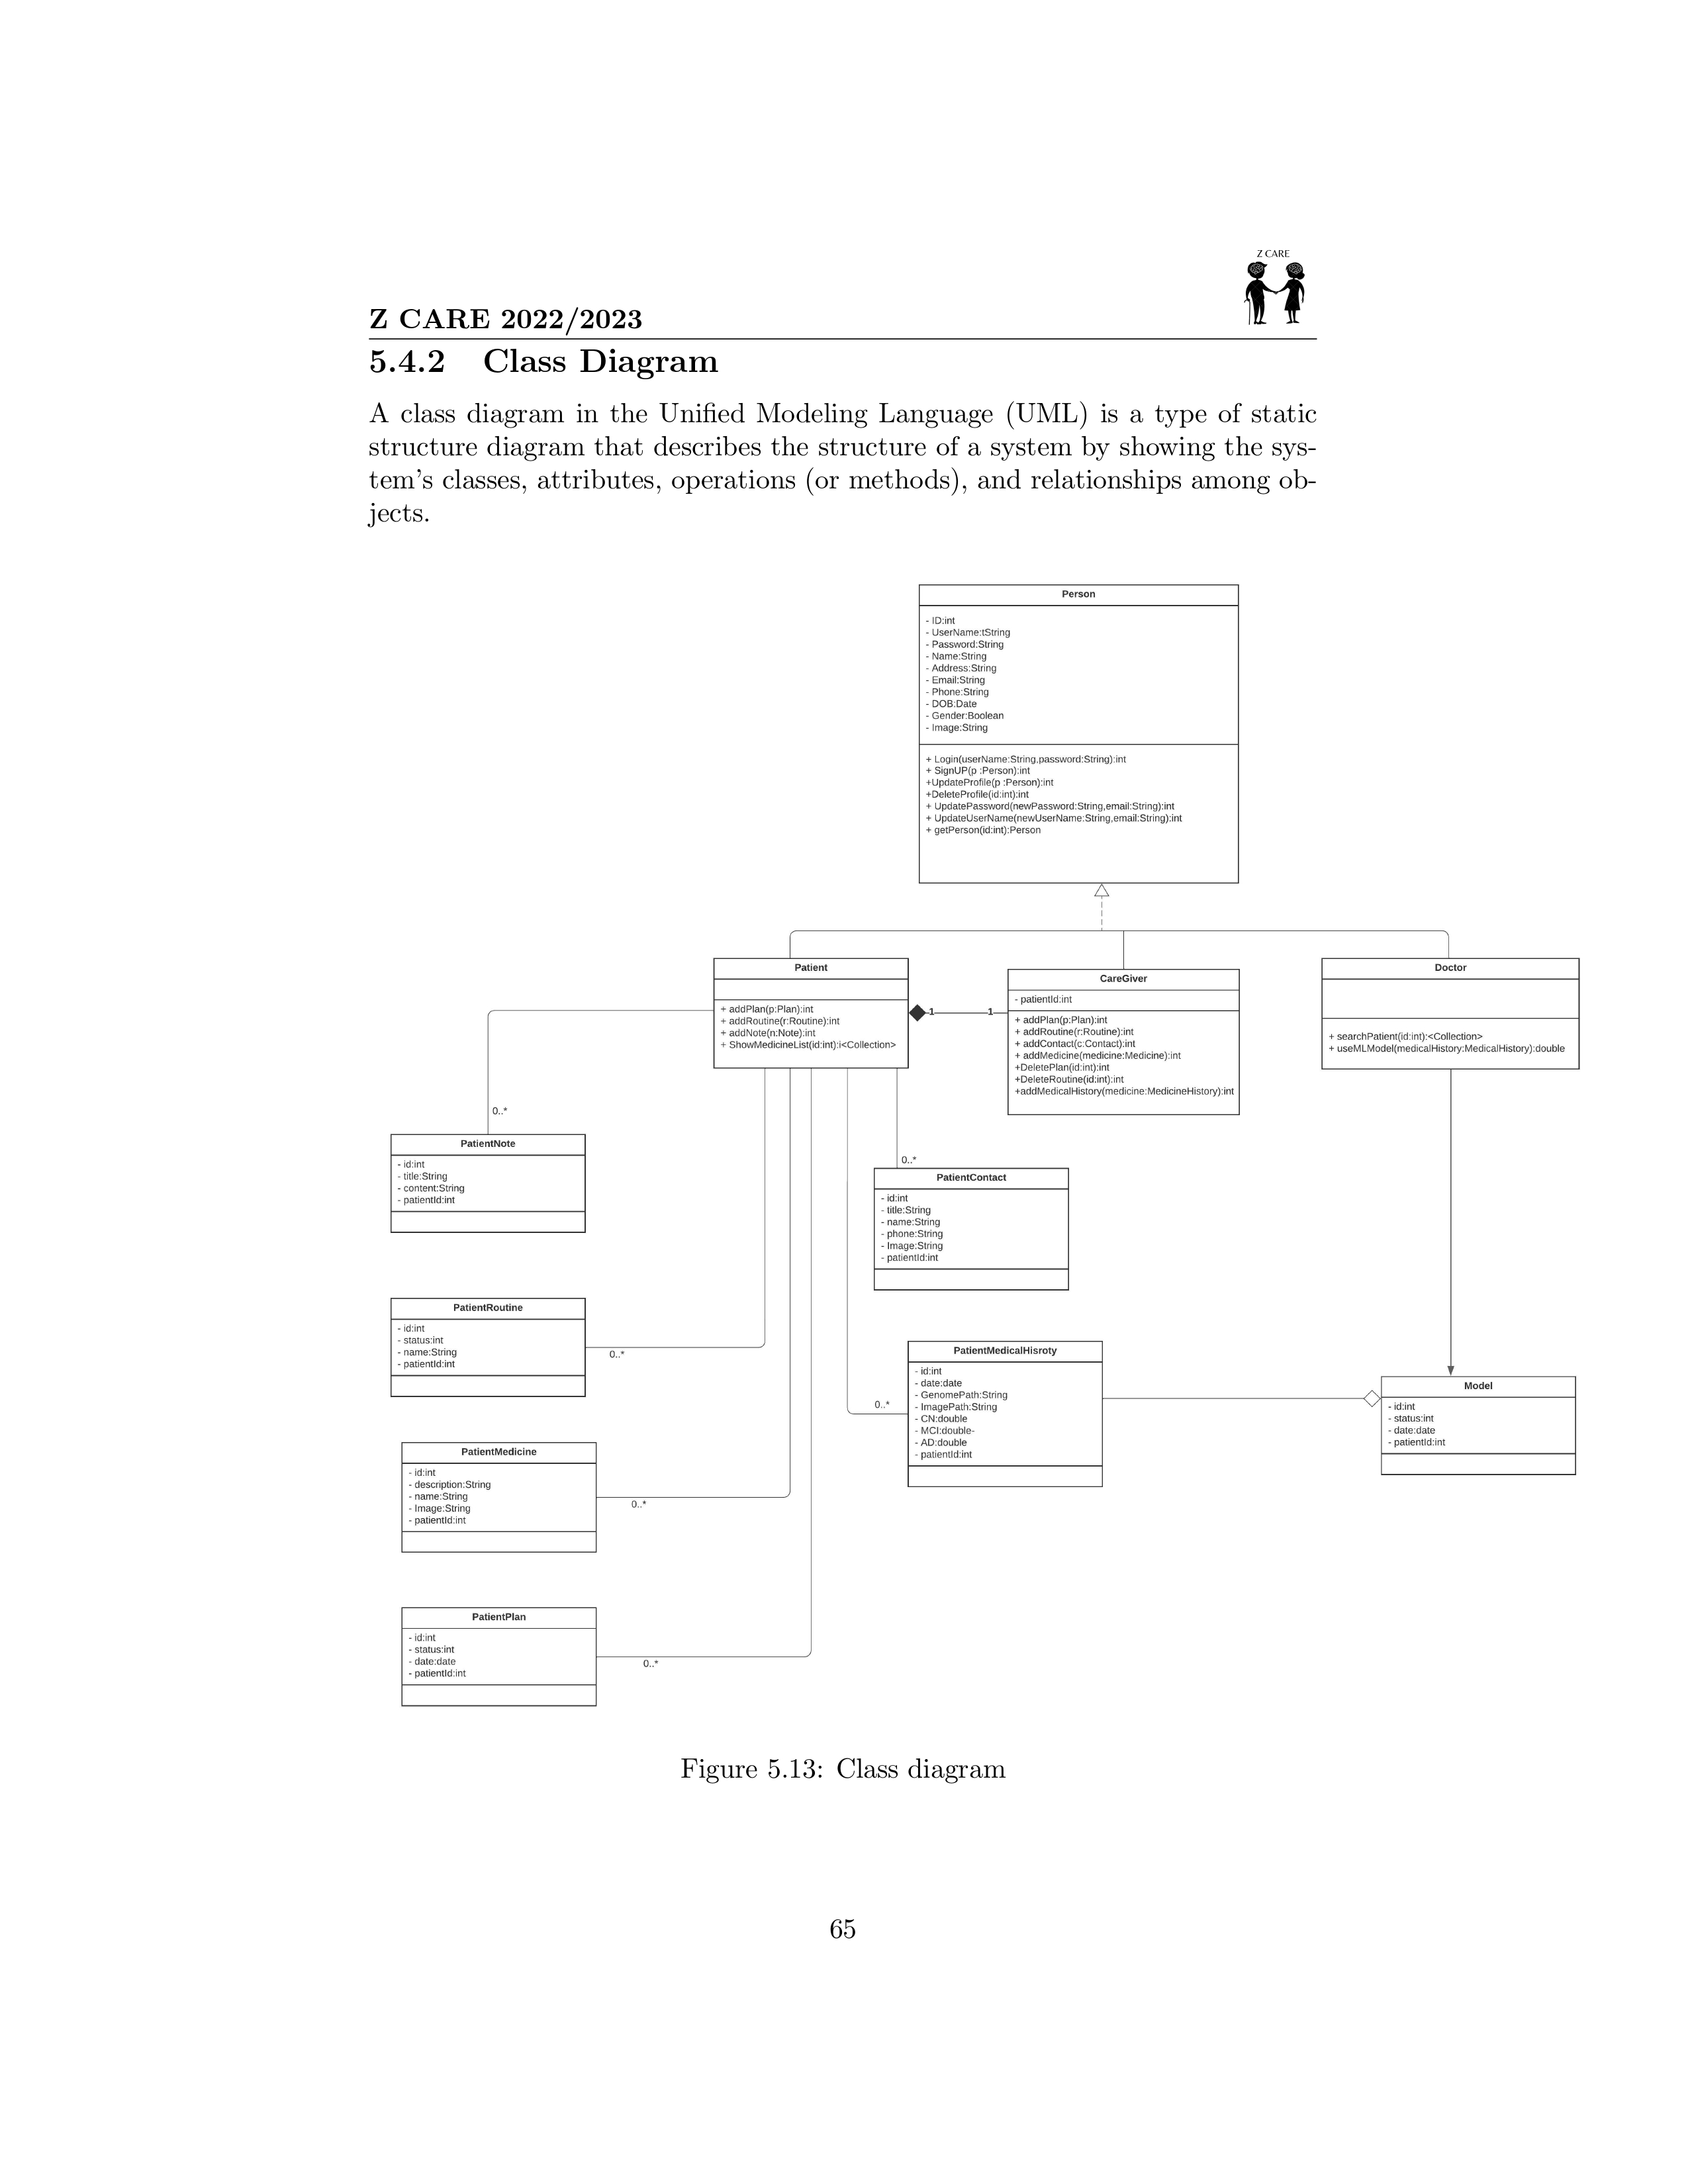 Z CARE
Z CARE 2022/2023
5.4.2 Class Diagram
A class diagram in the Unified Modeling Language (UML) is a type of static
structure diagram that describes the structure of a system by showing the sys-
tem's classes, attributes, operations (or methods), and relationships among ob-
jects.
Person
- ID:int
- UserName:tString
- Password:String
- Name:String
- Address:String
- Email:String
- Phone:String
- DOB:Date
- Gender:Boolean
- Image:String
+ Login(userName:String,password:String):int
+ SignUP(p :Person):int
+UpdateProfile(p :Person):int
+DeleteProfile(id:int):int
+ UpdatePassword(newPassword:String,email:String):int
+ UpdateUserName(newUserName:String,email:String):int
+ getPerson(id:int):Person
Patient
+ addPlan(p:Plan):int
+ addRoutine(r:Routine):int
+ addNote(n:Note):int
+ ShowMedicineList(id:int):i<Collection>
1
1
CareGiver
- patientId:int
+ addPlan(p:Plan):int
+ addRoutine(r:Routine):int
+ addContact(c:Contact):int
+ addMedicine(medicine:Medicine):int
+DeletePlan(id:int):int
+DeleteRoutine(id:int):int
+addMedicalHistory(medicine:MedicineHistory):int
Doctor
+ searchPatient(id:int):<Collection>
+ useMLModel(medicalHistory:MedicalHistory):double
0..*
PatientNote
- id:int
- title:String
- content:String
- patientId:int
0..*
PatientContact
- id:int
- title:String
- name:String
- phone:String
- Image:String
- patientId:int
PatientRoutine
- id:int
- status:int
- name:String
- patientId:int
0..*
PatientMedicalHisroty
- id:int
- date:date
- GenomePath:String
- ImagePath:String
- CN:double
- MCI:double-
- AD:double
- patientId:int
0..*
Model
- id:int
- status:int
- date:date
- patientId:int
PatientMedicine
- id:int
- description:String
- name:String
- Image:String
- patientId:int
0..*
PatientPlan
- id:int
- status:int
- date:date
- patientId:int
0..*
Figure 5.13: Class diagram
65